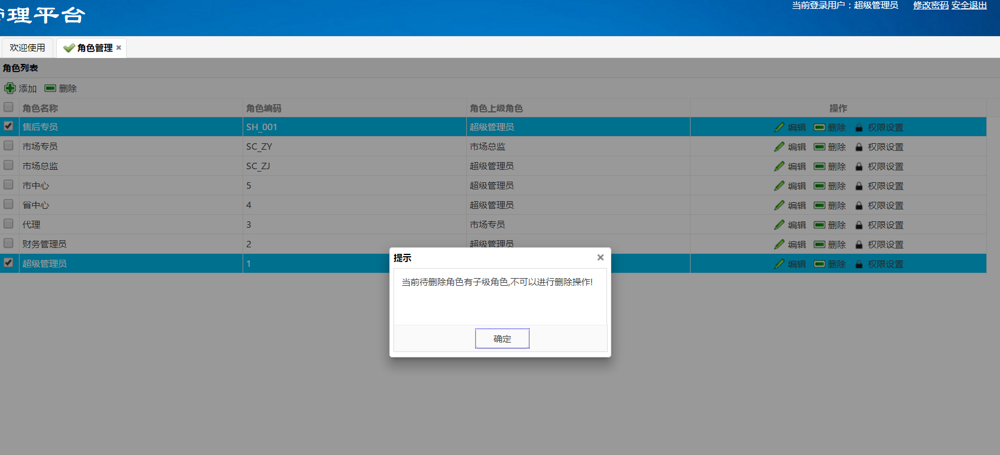 理平台
当前登录用户：超级管理员 修改密码 安全退出
欢迎使用 角色管理
角色列表
添加 删除
角色名称 角色编码 角色上级角色 操作
售后专员 SH_001 超级管理员 编辑 删除 权限设置
市场专员 SC_ZY 市场总监 编辑 删除 权限设置
市场总监 SC_ZJ 超级管理员 编辑 删除 权限设置
市中心 5 超级管理员 编辑 删除 权限设置
省中心 4 超级管理员 编辑 删除 权限设置
代理 3 市场专员 编辑 删除 权限设置
财务管理员 2 超级管理员 编辑 删除 权限设置
超级管理员 1 编辑 删除 权限设置
提示
当前待删除角色有子级角色,不可以进行删除操作!
确定